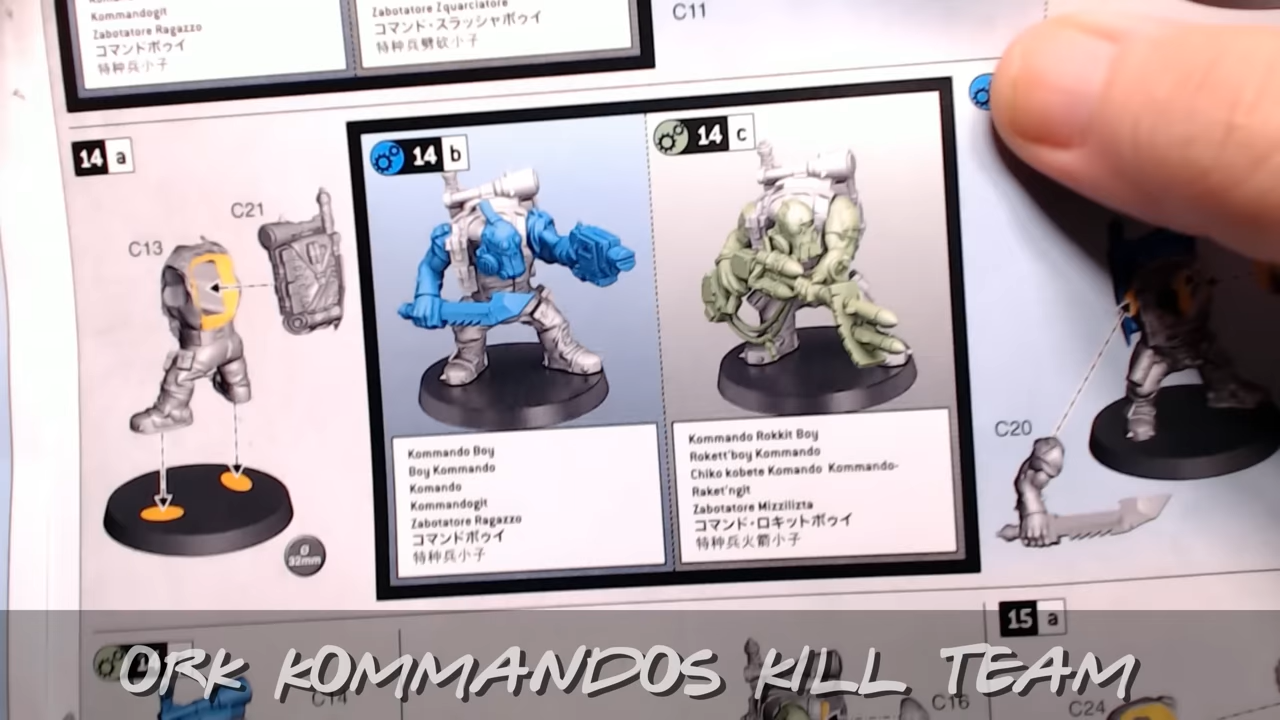 Kommandogit
Zabotatore Ragazzo
コマンドボゥイ
特种兵小子
Zabotatore Zquarciatore
コマンド・スラッシャボゥイ
特种兵劈砍小子
C11
14 a
C21
C13
Ø
32mm
14 b
Kommando Boy
Boy Kommando
Komando
Kommandogit
Zabotatore Ragazzo
コマンドボゥイ
特种兵小子
14 c
Kommando Rokkit Boy
Rokett'boy Kommando
Chiko kobete Komando Kommando-
Raket'ngit
Zabotatore Mizzilizta
コマンド・ロキットボゥイ
特种兵火箭小子
C20
15 a
C14
C16
C24
ORK KOMMANDOS KILL TEAM